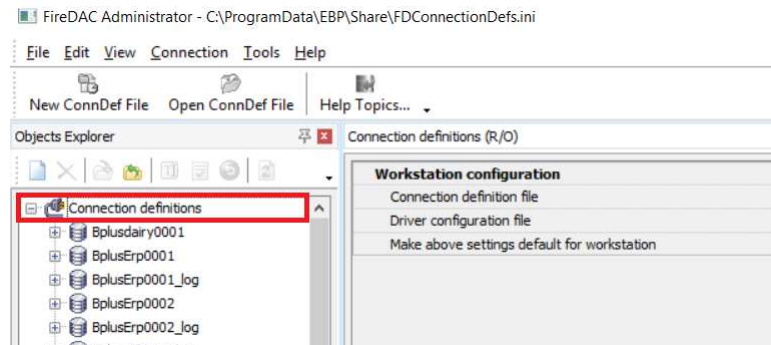 FireDAC Administrator - C:\ProgramData\EBP\Share\FDConnectionDefs.ini
File Edit View Connection Tools Help
New ConnDef File Open ConnDef File Help Topics...
Objects Explorer
Connection definitions (R/O)
Workstation configuration
Connection definition file
Driver configuration file
Make above settings default for workstation
Connection definitions
Bplusdairy0001
BplusErp0001
BplusErp0001_log
BplusErp0002
BplusErp0002_log